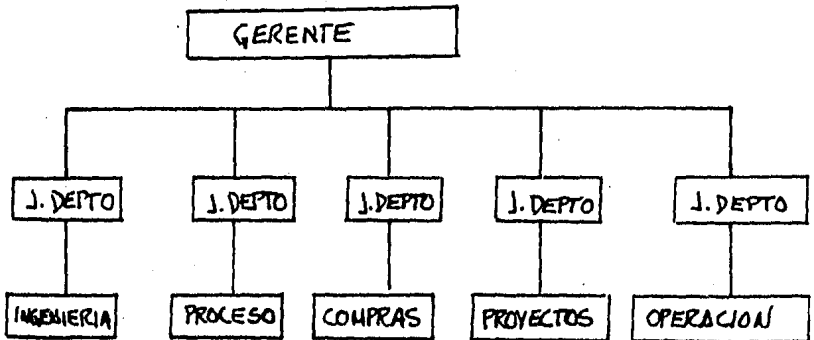 GERENTE
J. DEPTO
J. DEPTO
J. DEPTO
J. DEPTO
J. DEPTO
INGENIERIA
PROCESO
COMPRAS
PROYECTOS
OPERACION